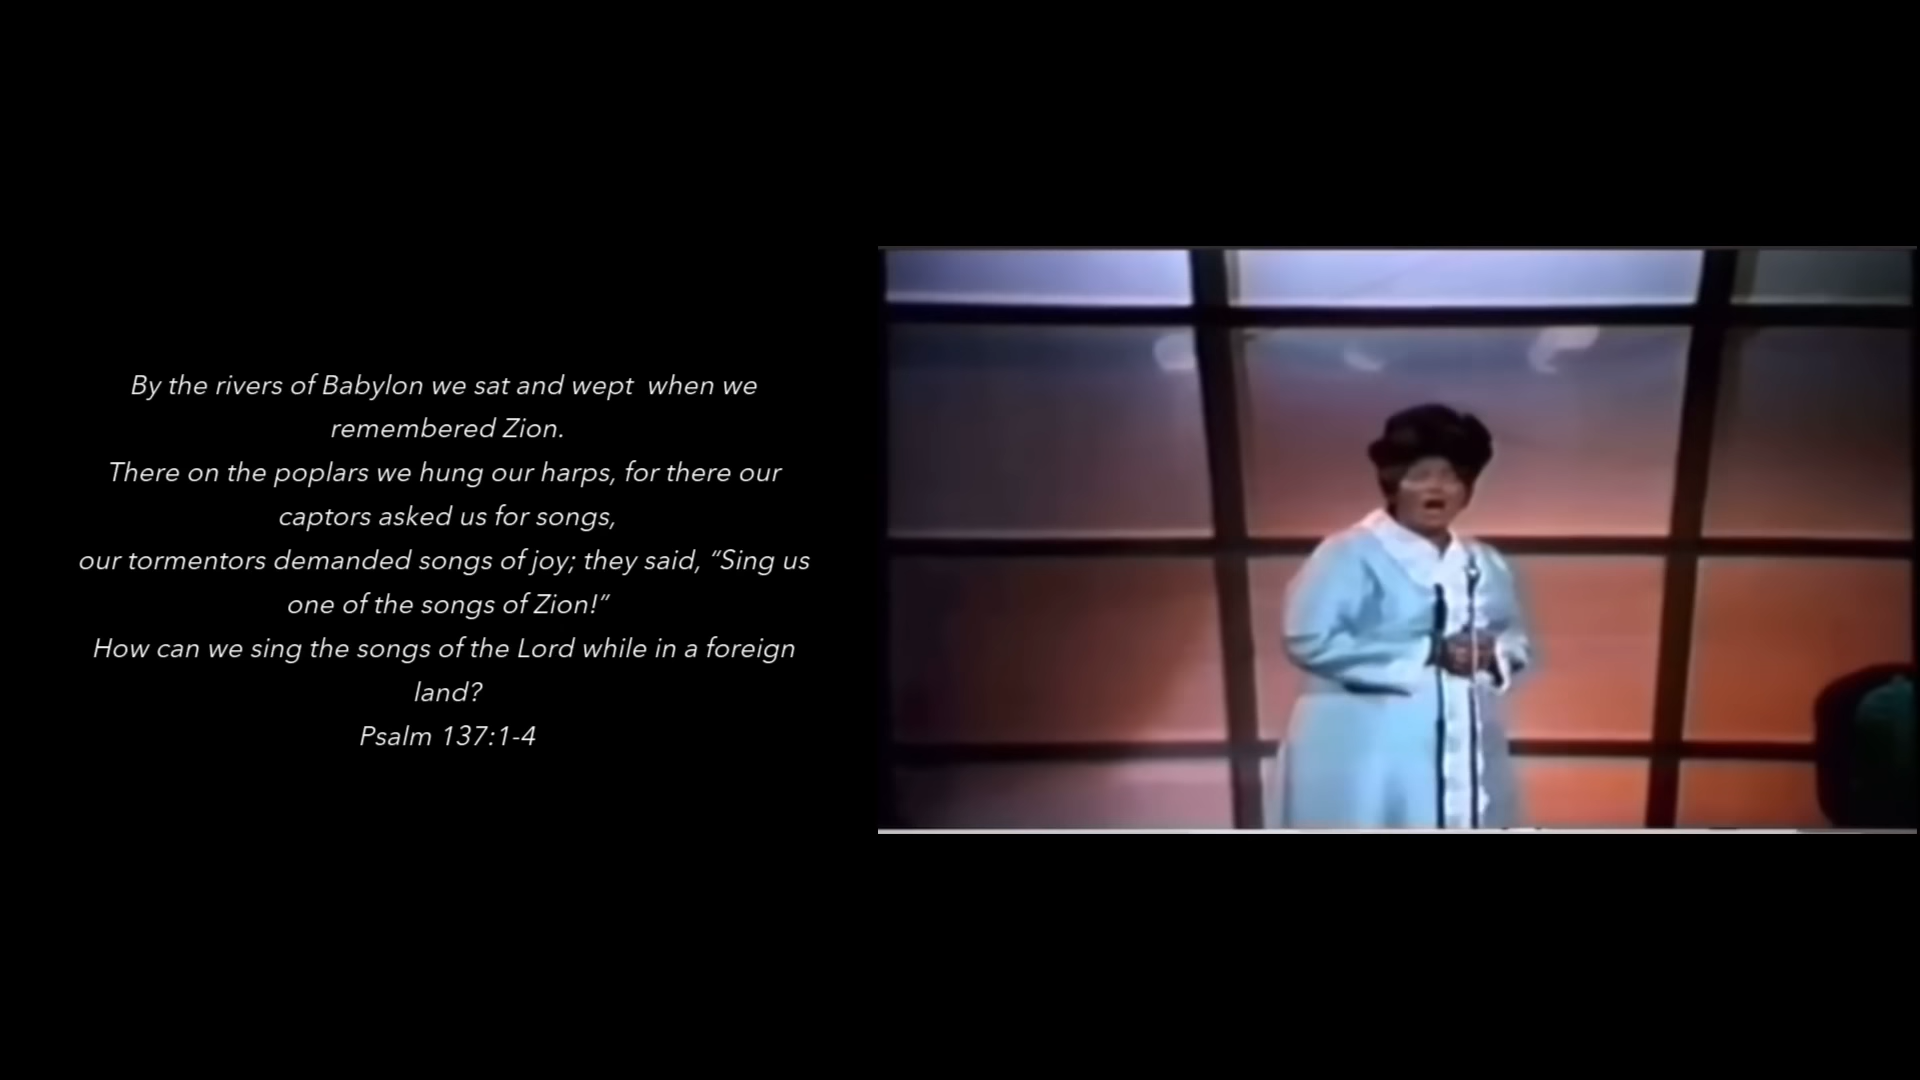 By the rivers of Babylon we sat and wept  when we
remembered Zion.
There on the poplars we hung our harps, for there our
captors asked us for songs,
our tormentors demanded songs of joy; they said, “Sing us
one of the songs of Zion!”
How can we sing the songs of the Lord while in a foreign
land?
Psalm 137:1-4